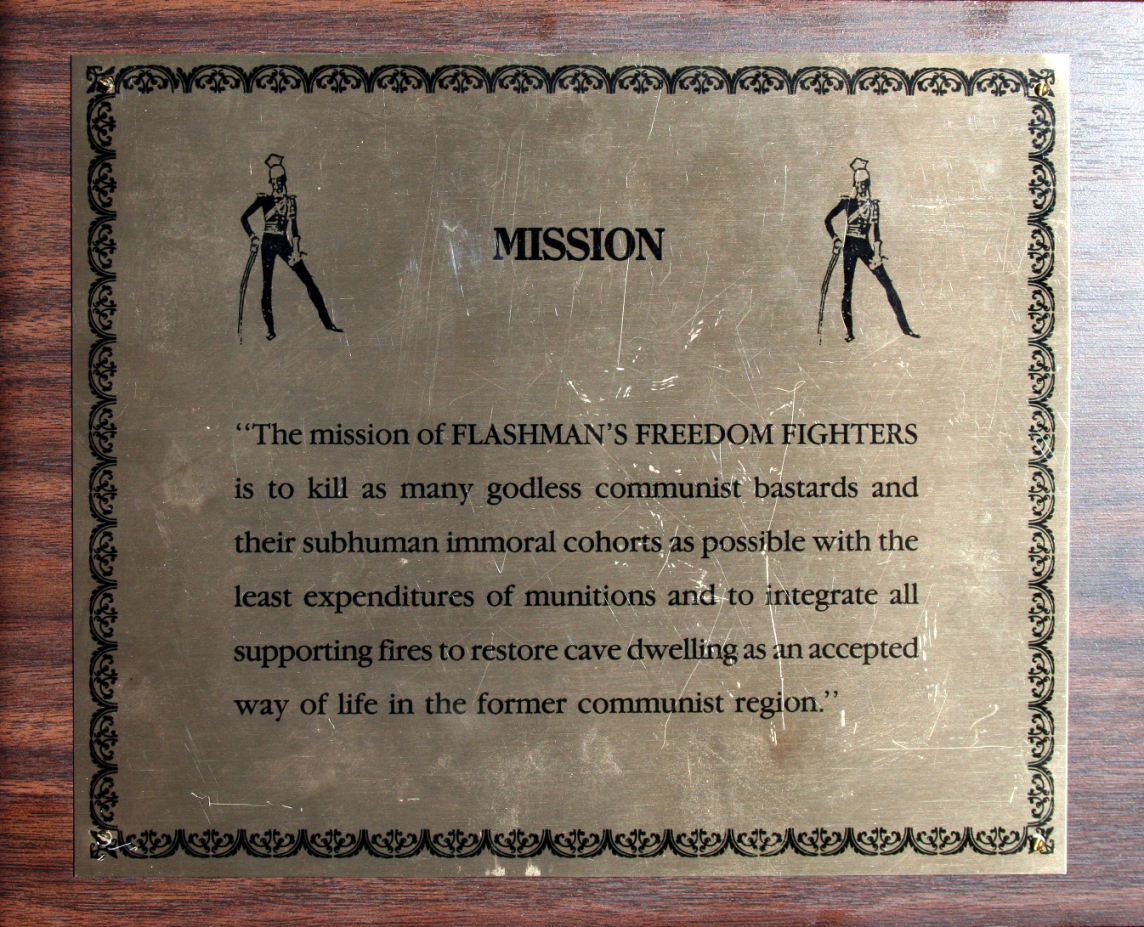 MISSION
‘‘The mission of FLASHMAN’S FREEDOM FIGHTERS
is to kill as many godless communist bastards and
their subhuman immoral cohorts as possible with the
least expenditures of munitions and to integrate all
supporting fires to restore cave dwelling as an accepted
way of life in the former communist region.’’